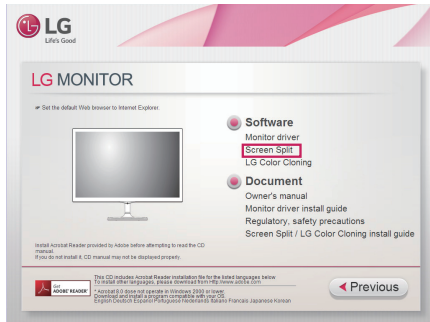 LG
Life's Good
LG MONITOR
☞ Set the default Web browser to Internet Explorer.
Software
Monitor driver
Screen Split
LG Color Cloning
Document
Owner's manual
Monitor driver install guide
Regulatory, safety precautions
Screen Split / LG Color Cloning install guide
Install Acrobat Reader provided by Adobe before attempting to read the CD
manual.
If you do not install it, CD manual may not be displayed properly.
Get
ADOBE® READER®
This CD includes Acrobat Reader installation file for the listed languages below
To install other languages, please download from http://www.adobe.com
* Acrobat 8.0 dose not operate in Windows 2000 or lower.
Download and install a program compatible with your OS.
English Deutsch Español Portuguese Nederlands Italiano Francais Japanese Korean
Previous